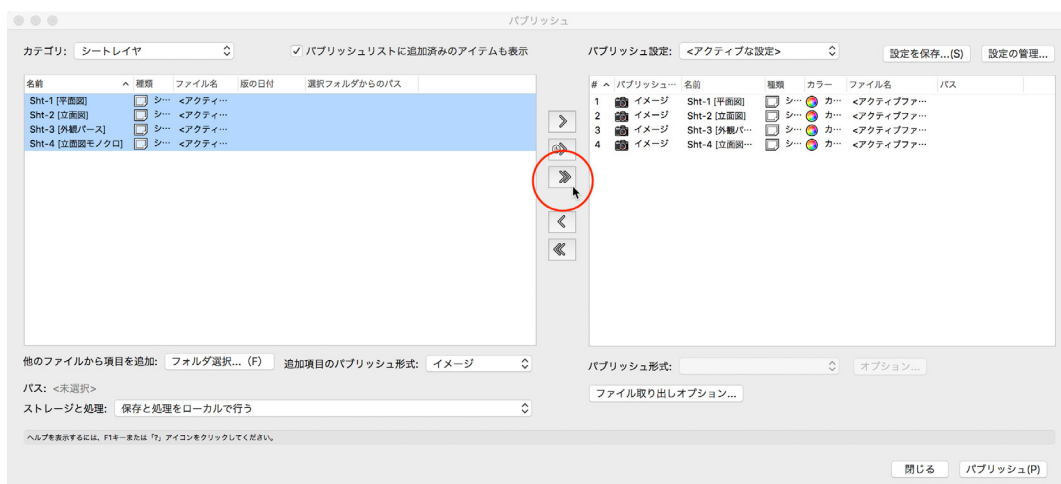 パブリッシュ
カテゴリ: シートレイヤ
パブリッシュリストに追加済みのアイテムも表示
パブリッシュ設定: <アクティブな設定>
設定を保存...(S)
設定の管理...
名前 種類 ファイル名 版の日付 選択フォルダからのパス
Sht-1 [平面図] シ… <アクティ…
Sht-2 [立面図] シ… <アクティ…
Sht-3 [外観パース] シ… <アクティ…
Sht-4 [立面図モノクロ] シ… <アクティ…
# パブリッシュ… 名前 種類 カラー ファイル名 パス
1 イメージ Sht-1 [平面図] シ… カ… <アクティブファ…
2 イメージ Sht-2 [立面図] シ… カ… <アクティブファ…
3 イメージ Sht-3 [外観パ… シ… カ… <アクティブファ…
4 イメージ Sht-4 [立面図… シ… カ… <アクティブファ…
他のファイルから項目を追加: フォルダ選択... (F)
追加項目のパブリッシュ形式: イメージ
パブリッシュ形式:
オプション...
パス: <未選択>
ファイル取り出しオプション...
ストレージと処理: 保存と処理をローカルで行う
ヘルプを表示するには、F1キーまたは「?」アイコンをクリックしてください。
閉じる
パブリッシュ(P)